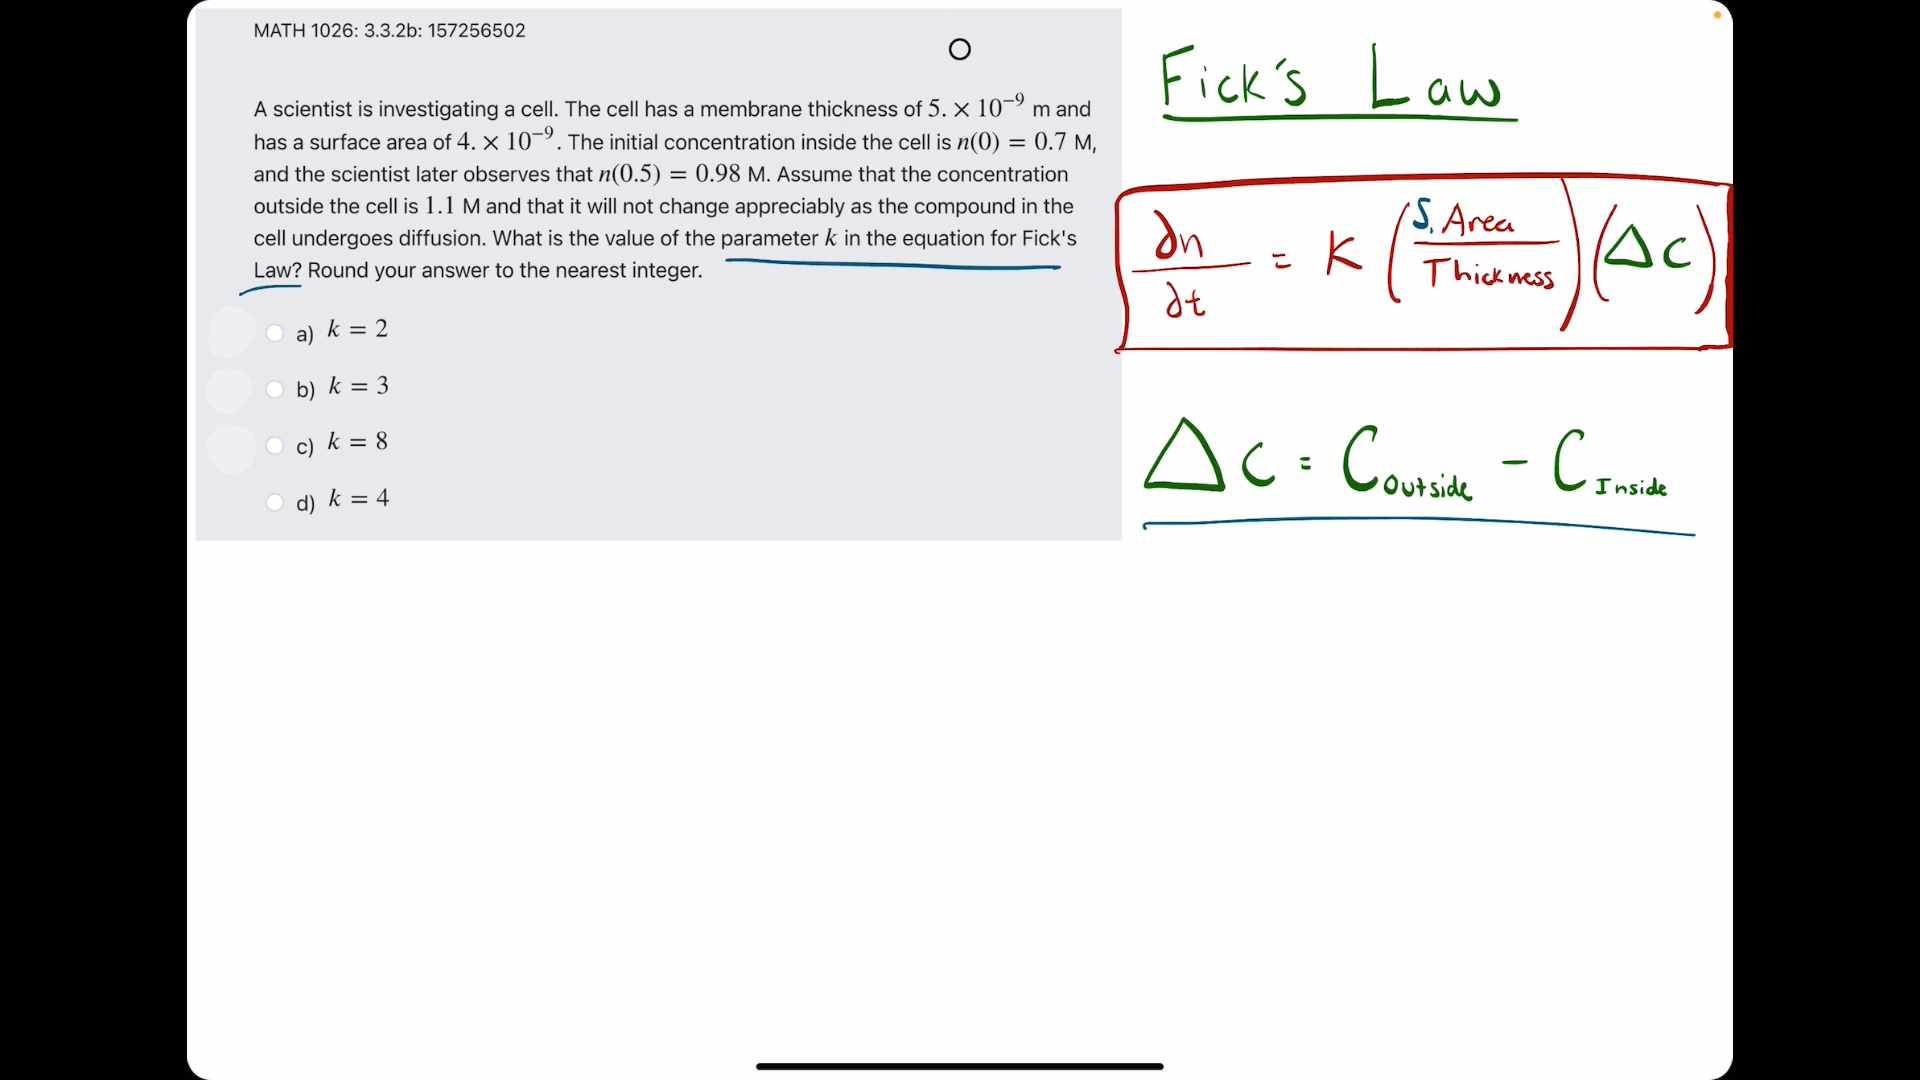 MATH 1026: 3.3.2b: 157256502
A scientist is investigating a cell. The cell has a membrane thickness of 5. × 10⁻⁹ m and
has a surface area of 4. × 10⁻⁹. The initial concentration inside the cell is n(0) = 0.7 M,
and the scientist later observes that n(0.5) = 0.98 M. Assume that the concentration
outside the cell is 1.1 M and that it will not change appreciably as the compound in the
cell undergoes diffusion. What is the value of the parameter k in the equation for Fick's
Law? Round your answer to the nearest integer.
a) k = 2
b) k = 3
c) k = 8
d) k = 4
Fick's Law
∂n/∂t = K (S. Area/Thickness) (Δc)
Δc = C Outside - C Inside